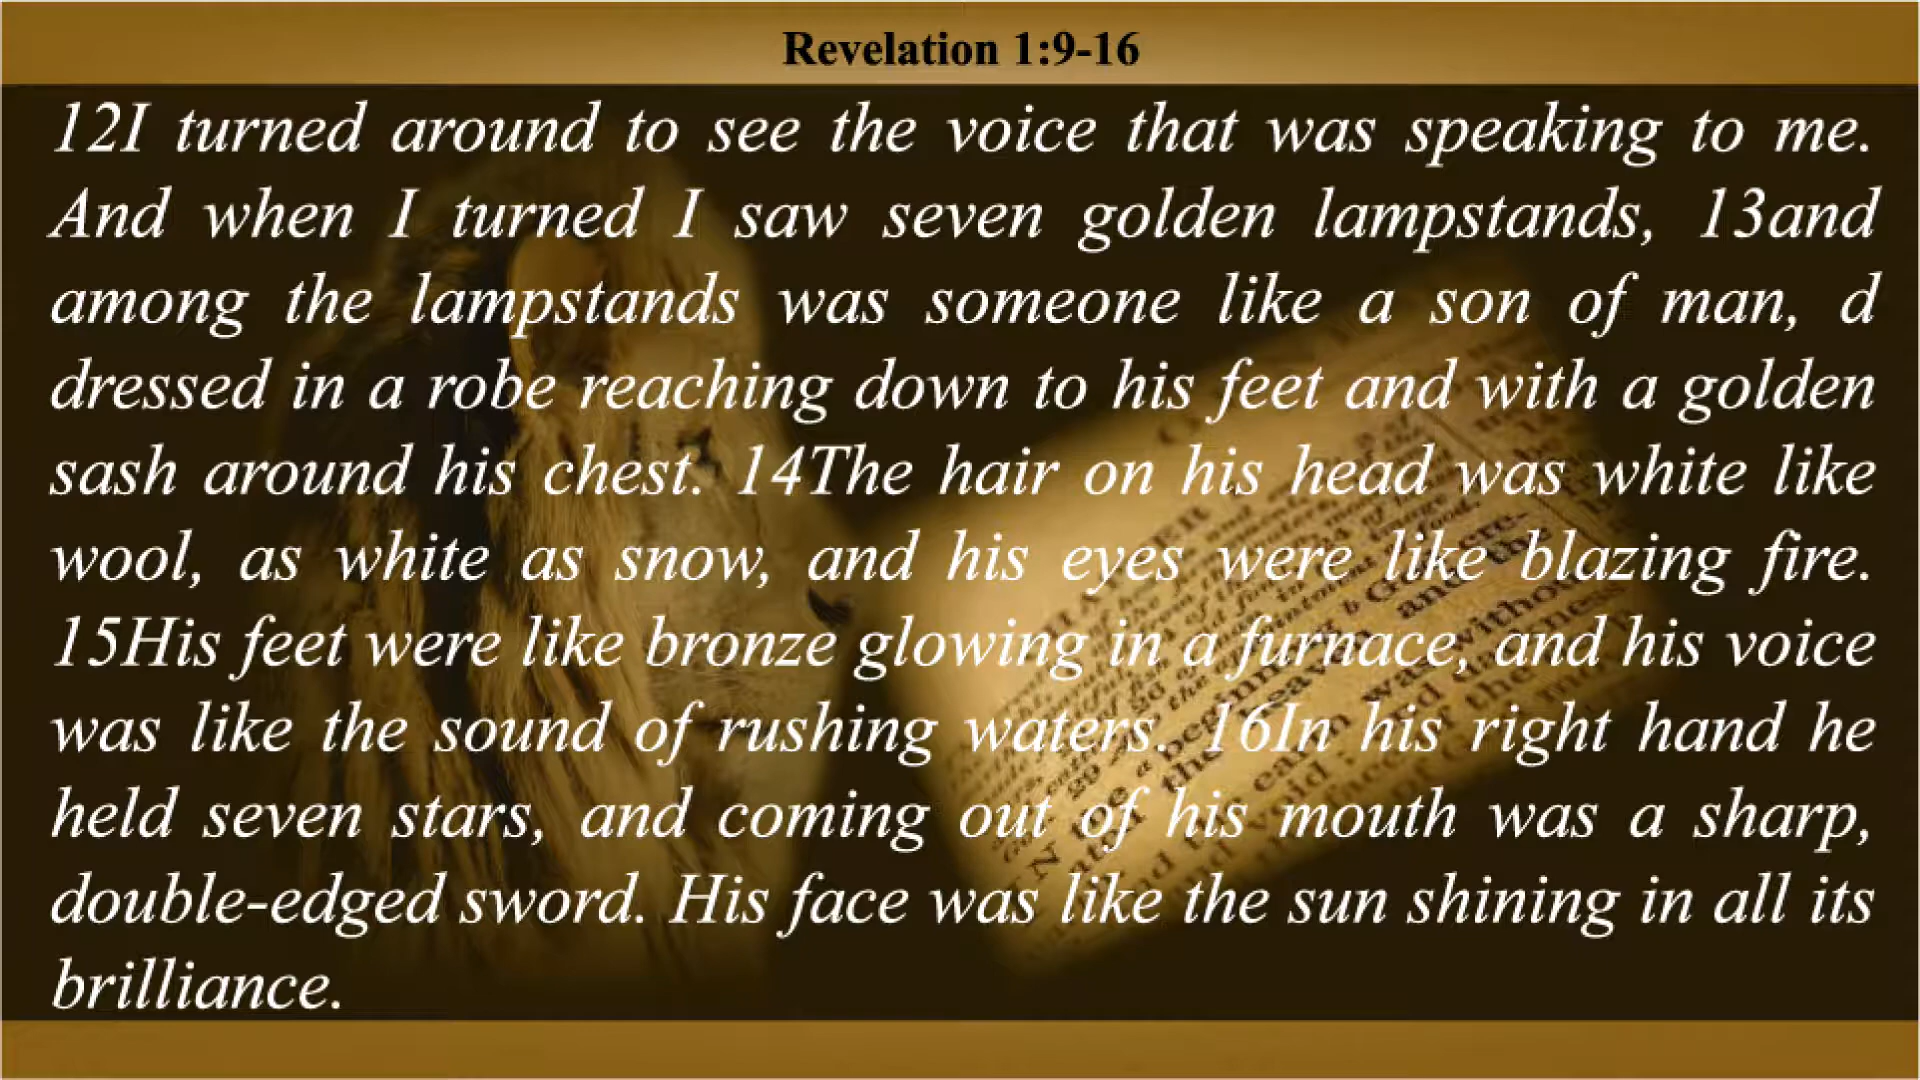 Revelation 1:9-16
12I turned around to see the voice that was speaking to me.
And when I turned I saw seven golden lampstands, 13and
among the lampstands was someone like a son of man, d
dressed in a robe reaching down to his feet and with a golden
sash around his chest. 14The hair on his head was white like
wool, as white as snow, and his eyes were like blazing fire.
15His feet were like bronze glowing in a furnace, and his voice
was like the sound of rushing waters. 16In his right hand he
held seven stars, and coming out of his mouth was a sharp,
double-edged sword. His face was like the sun shining in all its
brilliance.